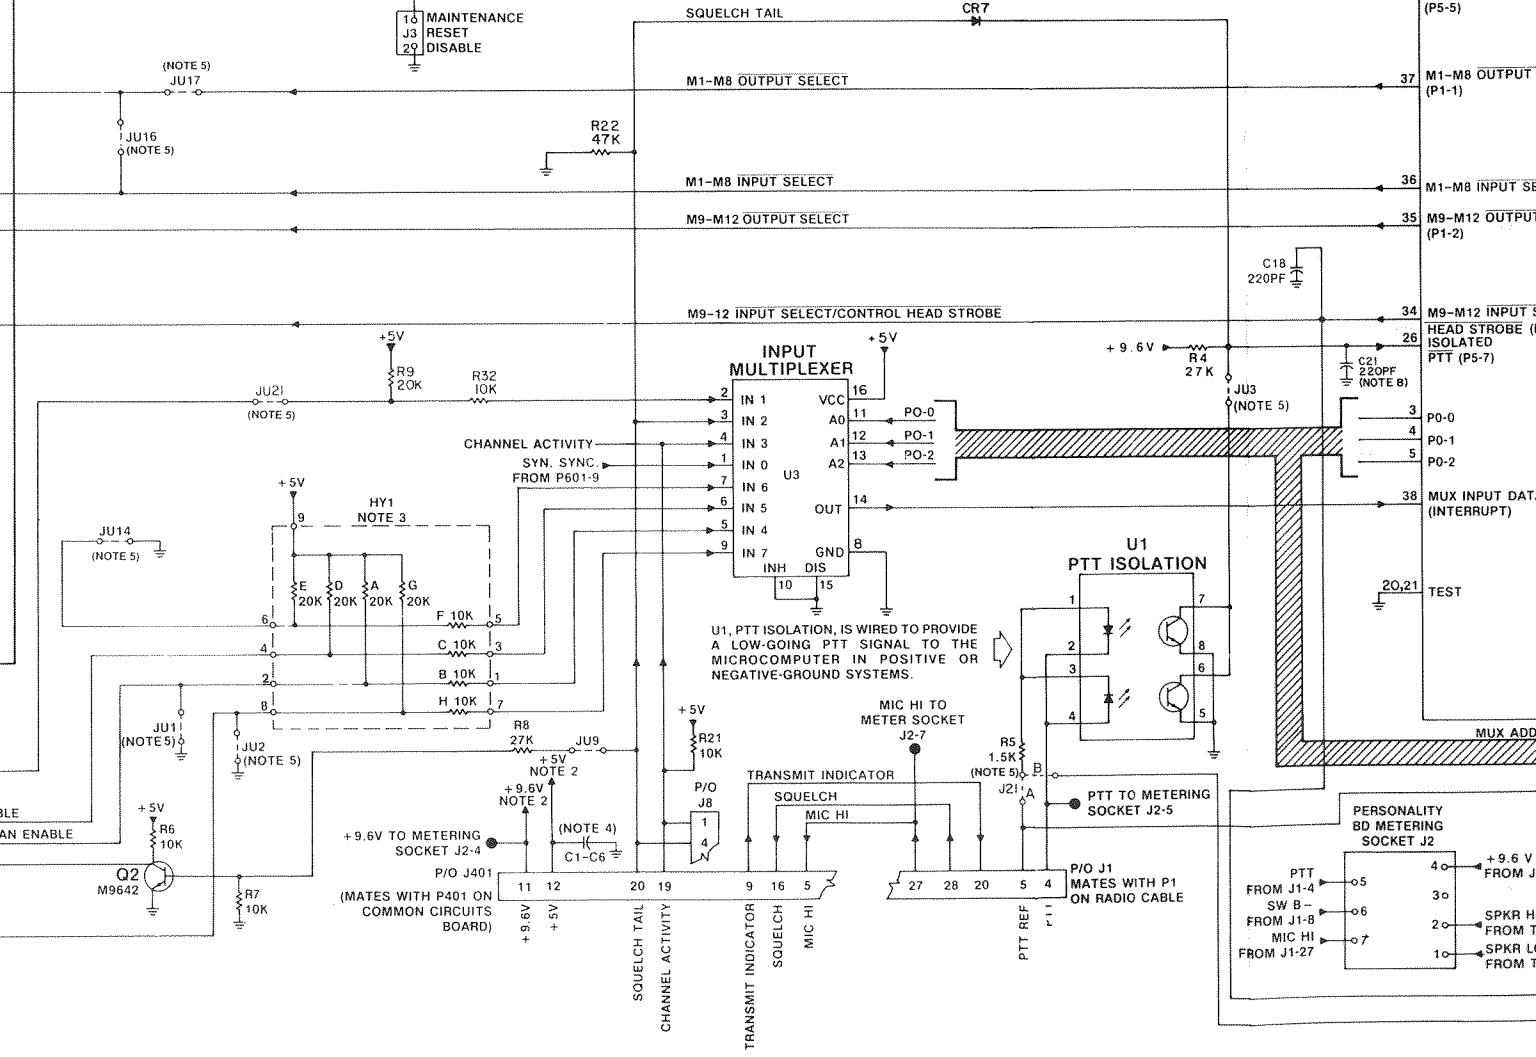 (P5-5)
SQUELCH TAIL
CR7
1 MAINTENANCE
J3 RESET
2 DISABLE
(NOTE 5)
JU17
M1-M8 OUTPUT SELECT
37
M1-M8 OUTPUT
(P1-1)
JU16
(NOTE 5)
R22
47K
M1-M8 INPUT SELECT
36
M1-M8 INPUT
M9-M12 OUTPUT SELECT
35
M9-M12 OUTPUT
(P1-2)
C18
220PF
M9-12 INPUT SELECT/CONTROL HEAD STROBE
34
M9-M12 INPUT
HEAD STROBE
26
ISOLATED
PTT (P5-7)
+9.6V
R4
27K
C21
220PF
(NOTE 8)
JU3
(NOTE 5)
+5V
R9
20K
R32
10K
JU21
(NOTE 5)
INPUT
MULTIPLEXER
+5V
2 IN 1
3 IN 2
4 IN 3
1 IN 0
7 IN 6
6 IN 5
5 IN 4
9 IN 7
U3
VCC 16
A0 11
A1 12
A2 13
OUT 14
GND 8
INH DIS
10 15
PO-0
PO-1
PO-2
3 P0-0
4 P0-1
5 P0-2
38
MUX INPUT DATA
(INTERRUPT)
20,21 TEST
CHANNEL ACTIVITY
SYN. SYNC.
FROM P601-9
+5V
HY1
NOTE 3
9
JU14
(NOTE 5)
E
20K
D
20K
A
20K
G
20K
6 F 10K 5
4 C 10K 3
2 B 10K 1
8 H 10K 7
JU1
(NOTE5)
JU2
(NOTE 5)
U1
PTT ISOLATION
1
2
3
4
7
8
6
5
U1, PTT ISOLATION, IS WIRED TO PROVIDE
A LOW-GOING PTT SIGNAL TO THE
MICROCOMPUTER IN POSITIVE OR
NEGATIVE-GROUND SYSTEMS.
MIC HI TO
METER SOCKET
J2-7
R8
27K
JU9
+5V
R21
10K
R5
1.5K
(NOTE 5)
B
J21
A
MUX ADD
+5V
NOTE 2
+9.6V
NOTE 2
TRANSMIT INDICATOR
SQUELCH
MIC HI
P/O
J8
1
4
PTT TO METERING
SOCKET J2-5
BLE
AN ENABLE
+5V
R6
10K
Q2
M9642
R7
10K
+9.6V TO METERING
SOCKET J2-4
(NOTE 4)
C1-C6
P/O J401
(MATES WITH P401 ON
COMMON CIRCUITS
BOARD)
11 12 20 19 9 16 5
27 28 20 5 4
P/O J1
MATES WITH P1
ON RADIO CABLE
+9.6V
+5V
SQUELCH TAIL
CHANNEL ACTIVITY
TRANSMIT INDICATOR
SQUELCH
MIC HI
PTT REF
PERSONALITY
BD METERING
SOCKET J2
PTT
FROM J1-4
SW B-
FROM J1-8
MIC HI
FROM J1-27
5
6
7
4
3
2
1
+9.6 V
FROM J
SPKR H
FROM T
SPKR L
FROM T